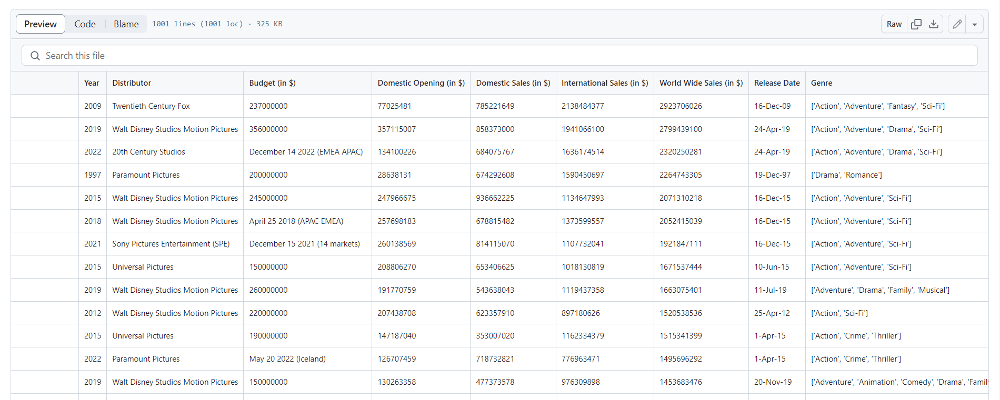 Preview Code Blame 1001 lines (1001 loc) · 325 KB Raw
Search this file
Year Distributor Budget (in $) Domestic Opening (in $) Domestic Sales (in $) International Sales (in $) World Wide Sales (in $) Release Date Genre
2009 Twentieth Century Fox 237000000 77025481 785221649 2138484377 2923706026 16-Dec-09 ['Action', 'Adventure', 'Fantasy', 'Sci-Fi']
2019 Walt Disney Studios Motion Pictures 356000000 357115007 858373000 1941066100 2799439100 24-Apr-19 ['Action', 'Adventure', 'Drama', 'Sci-Fi']
2022 20th Century Studios December 14 2022 (EMEA APAC) 134100226 684075767 1636174514 2320250281 24-Apr-19 ['Action', 'Adventure', 'Drama', 'Sci-Fi']
1997 Paramount Pictures 200000000 28638131 674292608 1590450697 2264743305 19-Dec-97 ['Drama', 'Romance']
2015 Walt Disney Studios Motion Pictures 245000000 247966675 936662225 1134647993 2071310218 16-Dec-15 ['Action', 'Adventure', 'Sci-Fi']
2018 Walt Disney Studios Motion Pictures April 25 2018 (APAC EMEA) 257698183 678815482 1373599557 2052415039 16-Dec-15 ['Action', 'Adventure', 'Sci-Fi']
2021 Sony Pictures Entertainment (SPE) December 15 2021 (14 markets) 260138569 814115070 1107732041 1921847111 16-Dec-15 ['Action', 'Adventure', 'Sci-Fi']
2015 Universal Pictures 150000000 208806270 653406625 1018130819 1671537444 10-Jun-15 ['Action', 'Adventure', 'Sci-Fi']
2019 Walt Disney Studios Motion Pictures 260000000 191770759 543638043 1119437358 1663075401 11-Jul-19 ['Adventure', 'Drama', 'Family', 'Musical']
2012 Walt Disney Studios Motion Pictures 220000000 207438708 623357910 897180626 1520538536 25-Apr-12 ['Action', 'Sci-Fi']
2015 Universal Pictures 190000000 147187040 353007020 1162334379 1515341399 1-Apr-15 ['Action', 'Crime', 'Thriller']
2022 Paramount Pictures May 20 2022 (Iceland) 126707459 718732821 776963471 1495696292 1-Apr-15 ['Action', 'Crime', 'Thriller']
2019 Walt Disney Studios Motion Pictures 150000000 130263358 477373578 976309898 1453683476 20-Nov-19 ['Adventure', 'Animation', 'Comedy', 'Drama', 'Family